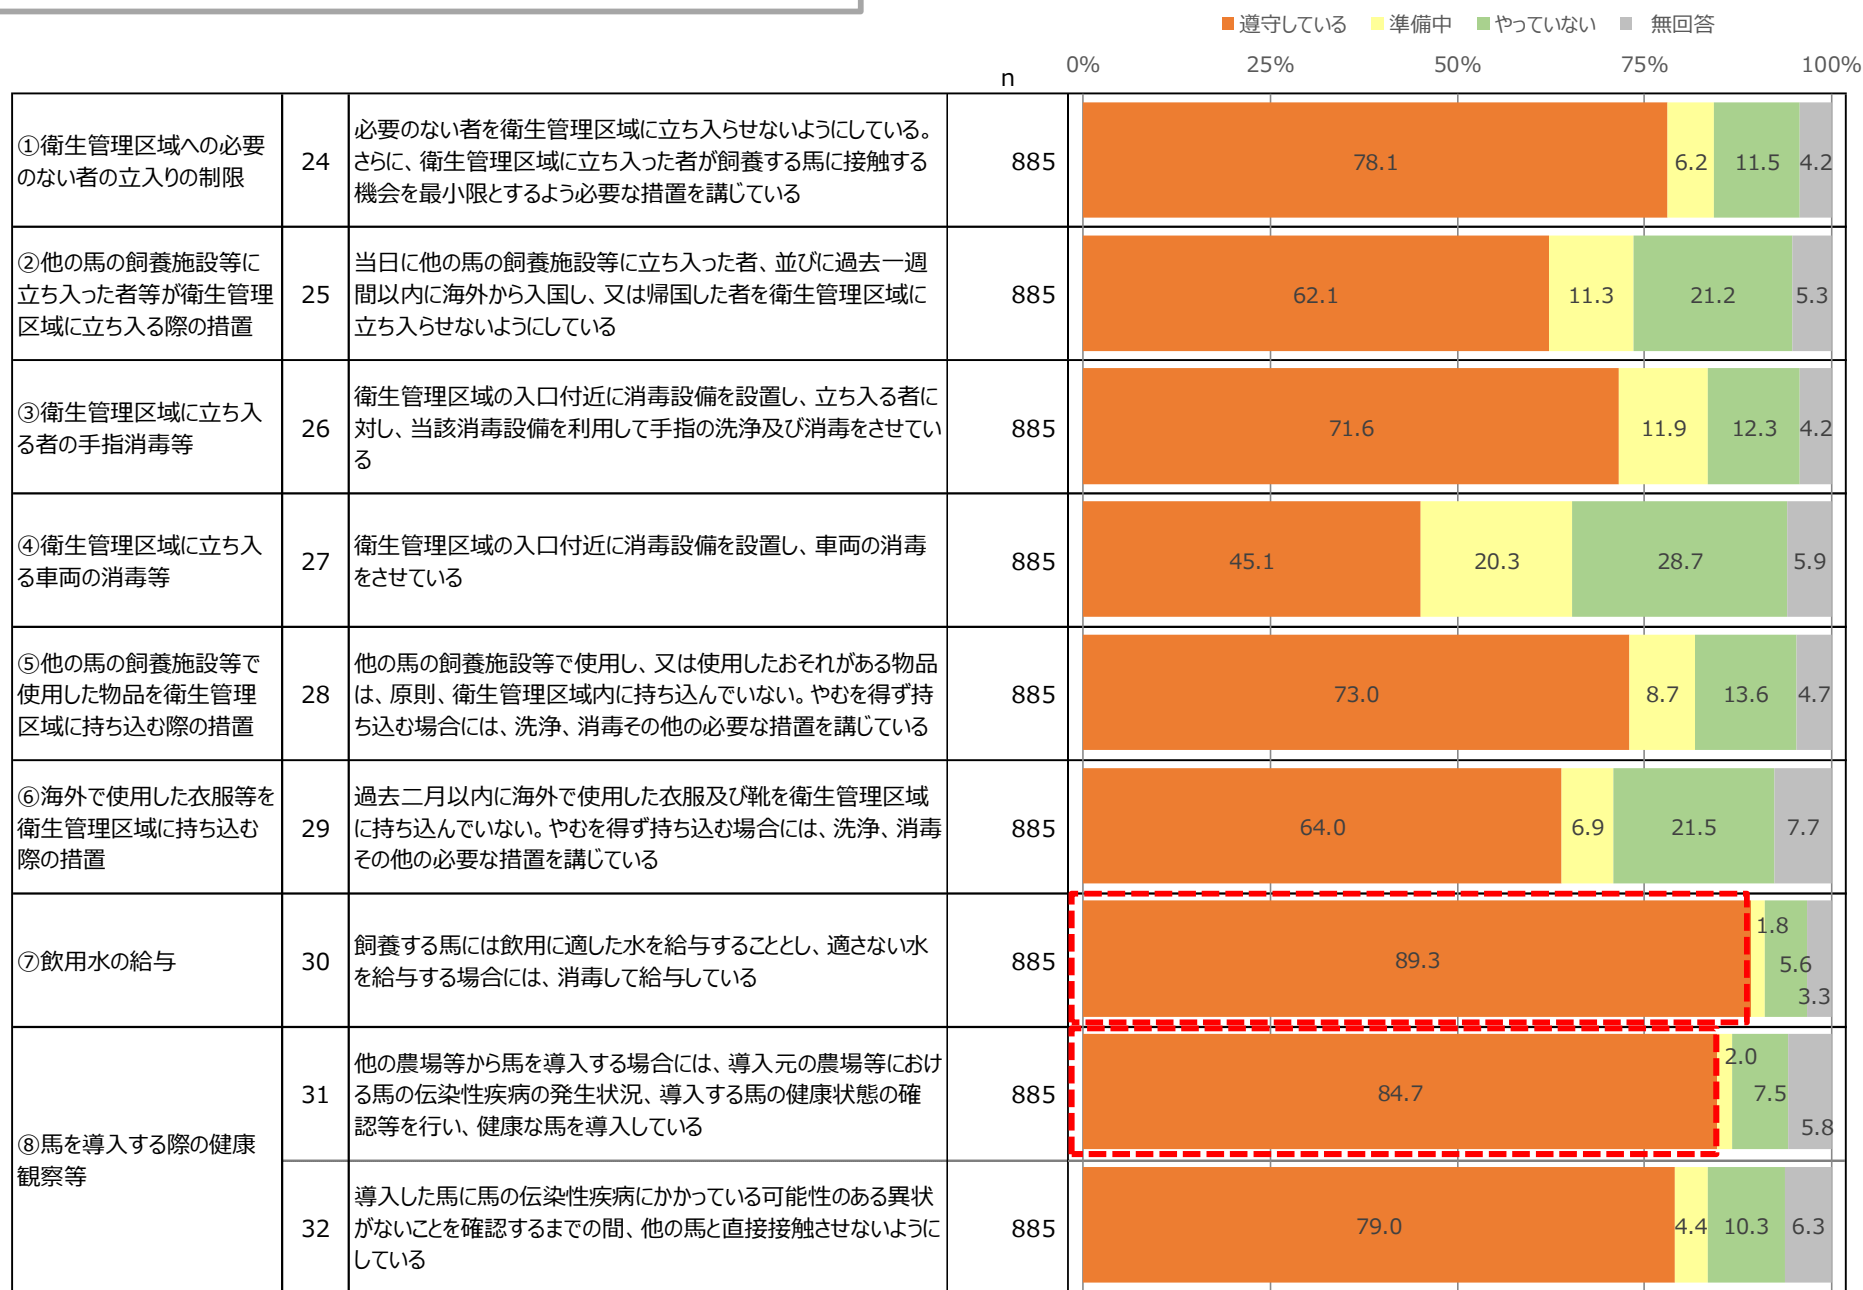 遵守している 準備中 やっていない 無回答
n 0% 25% 50% 75% 100%
①衛生管理区域への必要
のない者の立入りの制限
24
必要のない者を衛生管理区域に立ち入らせないようにしている。
さらに、衛生管理区域に立ち入った者が飼養する馬に接触する
機会を最小限とするよう必要な措置を講じている
885
78.1 6.2 11.5 4.2
②他の馬の飼養施設等に
立ち入った者等が衛生管理
区域に立ち入る際の措置
25
当日に他の馬の飼養施設等に立ち入った者、並びに過去一週
間以内に海外から入国し、又は帰国した者を衛生管理区域に
立ち入らせないようにしている
885
62.1 11.3 21.2 5.3
③衛生管理区域に立ち入
る者の手指消毒等
26
衛生管理区域の入口付近に消毒設備を設置し、立ち入る者に
対し、当該消毒設備を利用して手指の洗浄及び消毒をさせてい
る
885
71.6 11.9 12.3 4.2
④衛生管理区域に立ち入
る車両の消毒等
27
衛生管理区域の入口付近に消毒設備を設置し、車両の消毒
をさせている
885
45.1 20.3 28.7 5.9
⑤他の馬の飼養施設等で
使用した物品を衛生管理
区域に持ち込む際の措置
28
他の馬の飼養施設等で使用し、又は使用したおそれがある物品
は、原則、衛生管理区域内に持ち込んでいない。やむを得ず持
ち込む場合には、洗浄、消毒その他の必要な措置を講じている
885
73.0 8.7 13.6 4.7
⑥海外で使用した衣服等を
衛生管理区域に持ち込む
際の措置
29
過去二月以内に海外で使用した衣服及び靴を衛生管理区域
に持ち込んでいない。やむを得ず持ち込む場合には、洗浄、消毒
その他の必要な措置を講じている
885
64.0 6.9 21.5 7.7
⑦飲用水の給与
30
飼養する馬には飲用に適した水を給与することとし、適さない水
を給与する場合には、消毒して給与している
885
89.3 1.8 5.6 3.3
⑧馬を導入する際の健康
観察等
31
他の農場等から馬を導入する場合には、導入元の農場等におけ
る馬の伝染性疾病の発生状況、導入する馬の健康状態の確
認等を行い、健康な馬を導入している
885
84.7 2.0 7.5 5.8
32
導入した馬に馬の伝染性疾病にかかっている可能性のある異状
がないことを確認するまでの間、他の馬と直接接触させないように
している
885
79.0 4.4 10.3 6.3